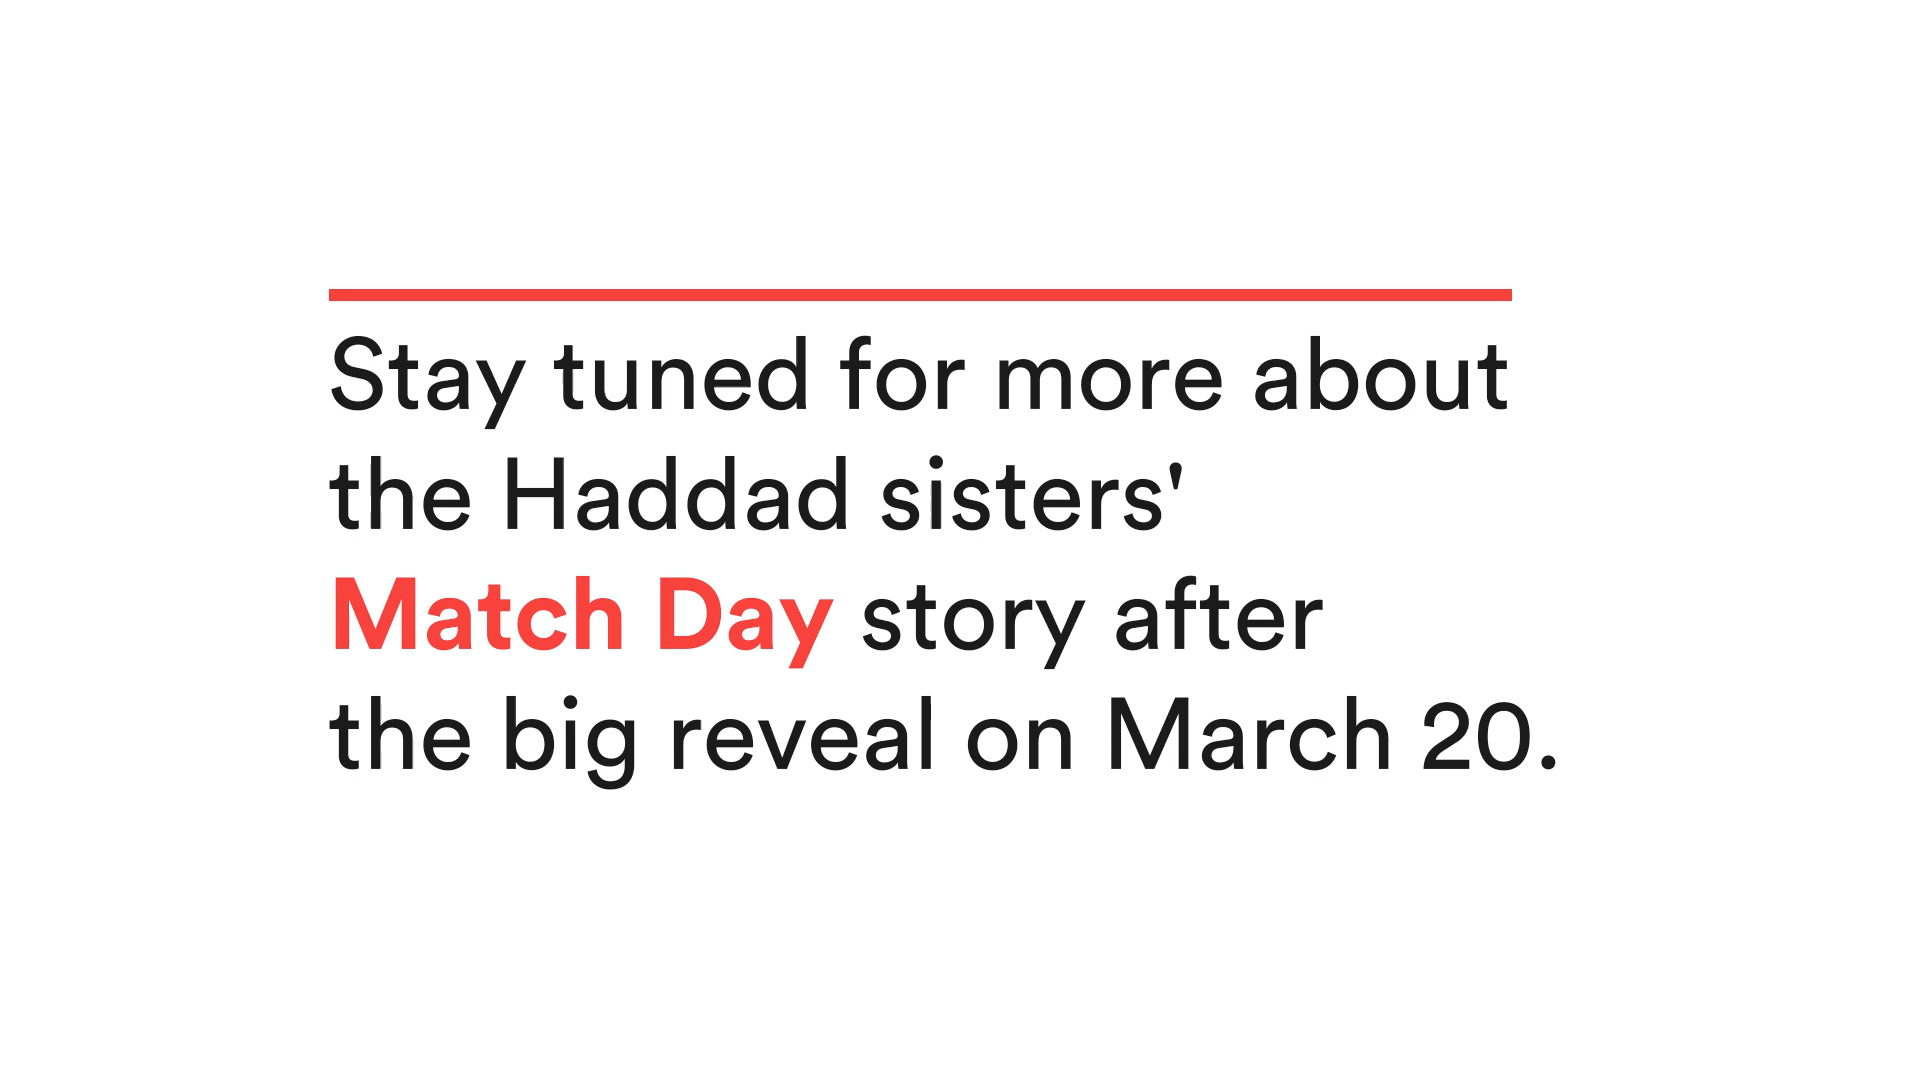 Stay tuned for more about
the Haddad sisters'
Match Day story after
the big reveal on March 20.